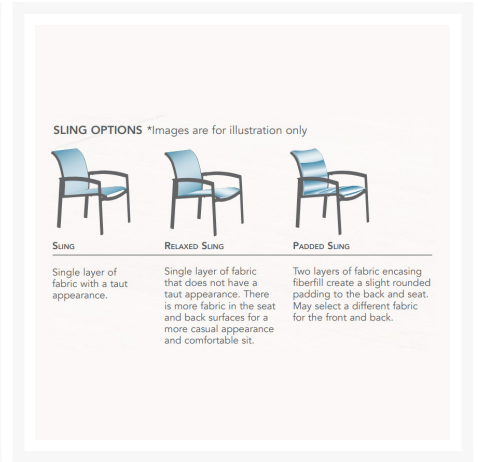 SLING OPTIONS *Images are for illustration only
SLING
Single layer of
fabric with a taut
appearance.
RELAXED SLING
Single layer of fabric
that does not have a
taut appearance. There
is more fabric in the seat
and back surfaces for a
more casual appearance
and comfortable sit.
PADDED SLING
Two layers of fabric encasing
fiberfill create a slight rounded
padding to the back and seat.
May select a different fabric
for the front and back.